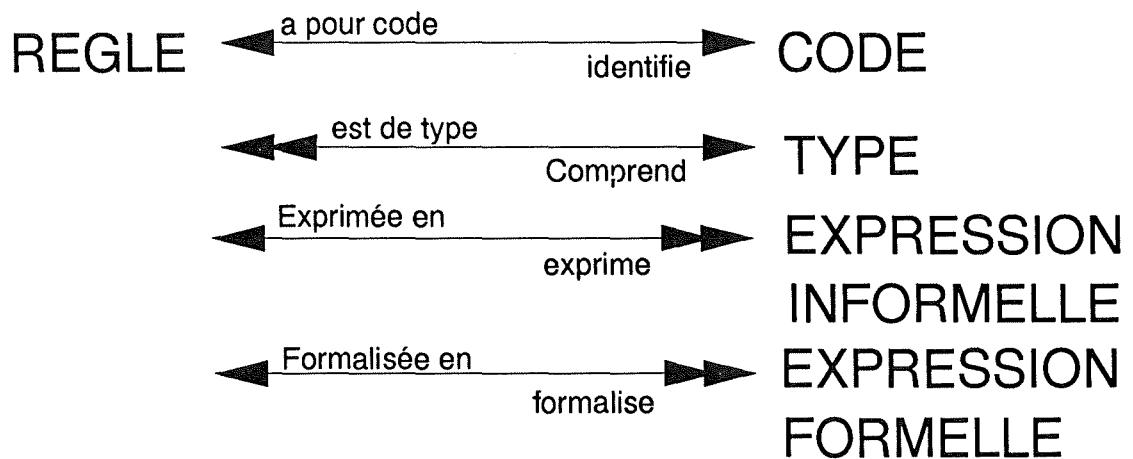 REGLE
a pour code
identifie
CODE
est de type
Comprend
TYPE
Exprimée en
exprime
EXPRESSION
INFORMELLE
Formalisée en
formalise
EXPRESSION
FORMELLE